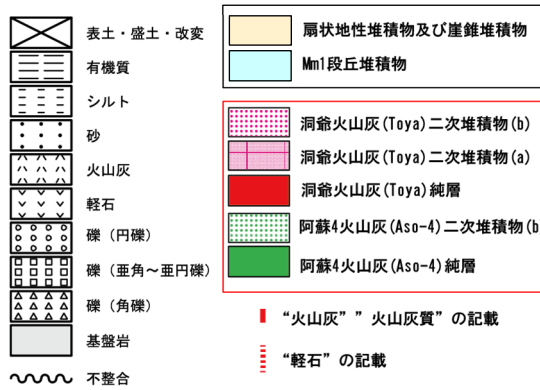 表土・盛土・改変
有機質
シルト
砂
火山灰
軽石
礫（円礫）
礫（亜角～亜円礫）
礫（角礫）
基盤岩
不整合
扇状地性堆積物及び崖錐堆積物
Mm1段丘堆積物
洞爺火山灰(Toya)二次堆積物(b)
洞爺火山灰(Toya)二次堆積物(a)
洞爺火山灰(Toya)純層
阿蘇4火山灰(Aso-4)二次堆積物(b
阿蘇4火山灰(Aso-4)純層
“火山灰””火山灰質”の記載
“軽石”の記載